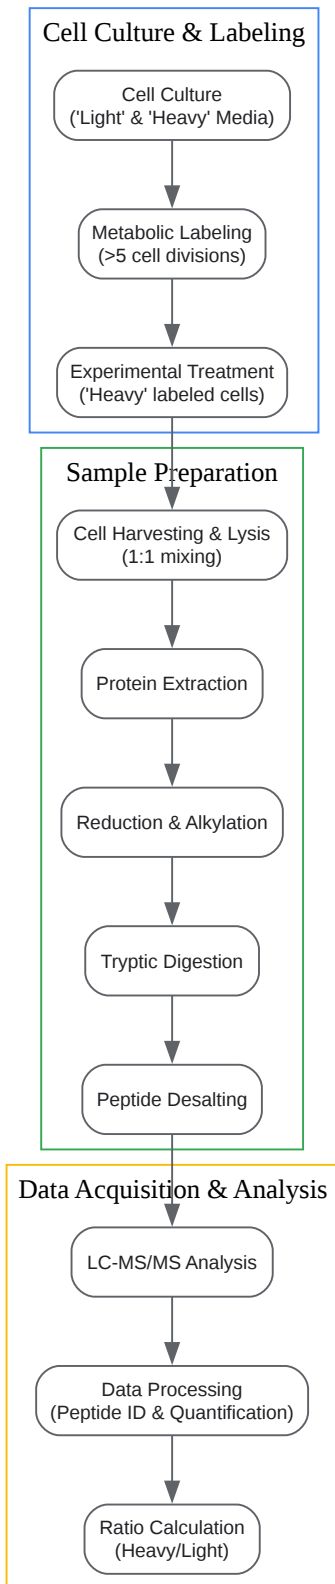 Cell Culture & Labeling
Cell Culture
('Light' & 'Heavy' Media)
Metabolic Labeling
(>5 cell divisions)
Experimental Treatment
('Heavy' labeled cells)
Sample Preparation
Cell Harvesting & Lysis
(1:1 mixing)
Protein Extraction
Reduction & Alkylation
Tryptic Digestion
Peptide Desalting
Data Acquisition & Analysis
LC-MS/MS Analysis
Data Processing
(Peptide ID & Quantification)
Ratio Calculation
(Heavy/Light)